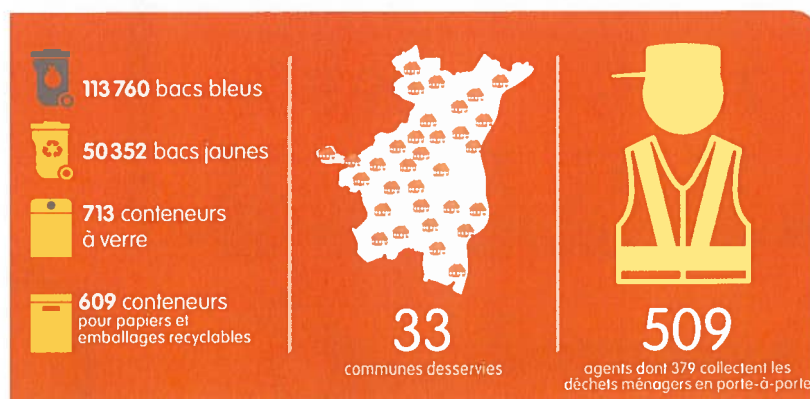 113 760 bacs bleus
50 352 bacs jaunes
713 conteneurs
à verre
609 conteneurs
pour papiers et
emballages recyclables
33
communes desservies
509
agents dont 379 collectent les
déchets ménagers en porte-à-porte